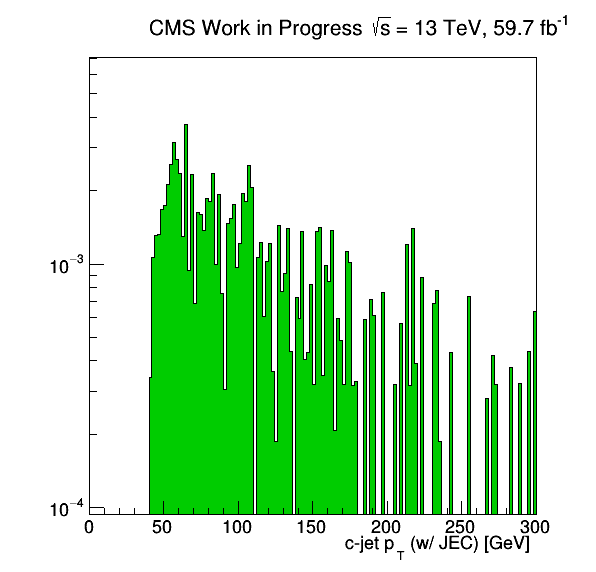 CMS Work in Progress √s = 13 TeV, 59.7 fb⁻¹
10⁻³
10⁻⁴
0 50 100 150 200 250 300
c-jet p_T (w/ JEC) [GeV]